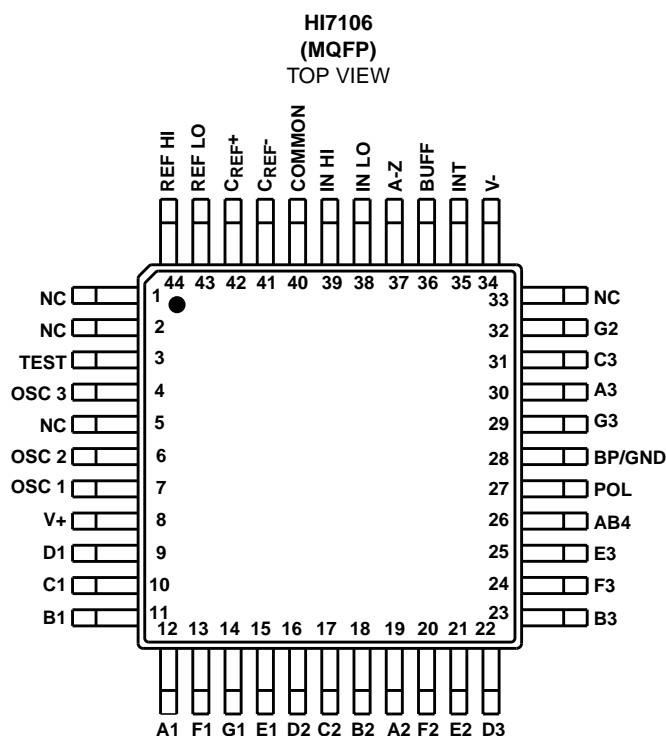 HI7106
(MQFP)
TOP VIEW
REF HI
REF LO
CREF+
CREF-
COMMON
IN HI
IN LO
A-Z
BUFF
INT
V-
44 43 42 41 40 39 38 37 36 35 34
NC 1 33 NC
NC 2 32 G2
TEST 3 31 C3
OSC 3 4 30 A3
NC 5 29 G3
OSC 2 6 28 BP/GND
OSC 1 7 27 POL
V+ 8 26 AB4
D1 9 25 E3
C1 10 24 F3
B1 11 23 B3
12 13 14 15 16 17 18 19 20 21 22
A1 F1 G1 E1 D2 C2 B2 A2 F2 E2 D3